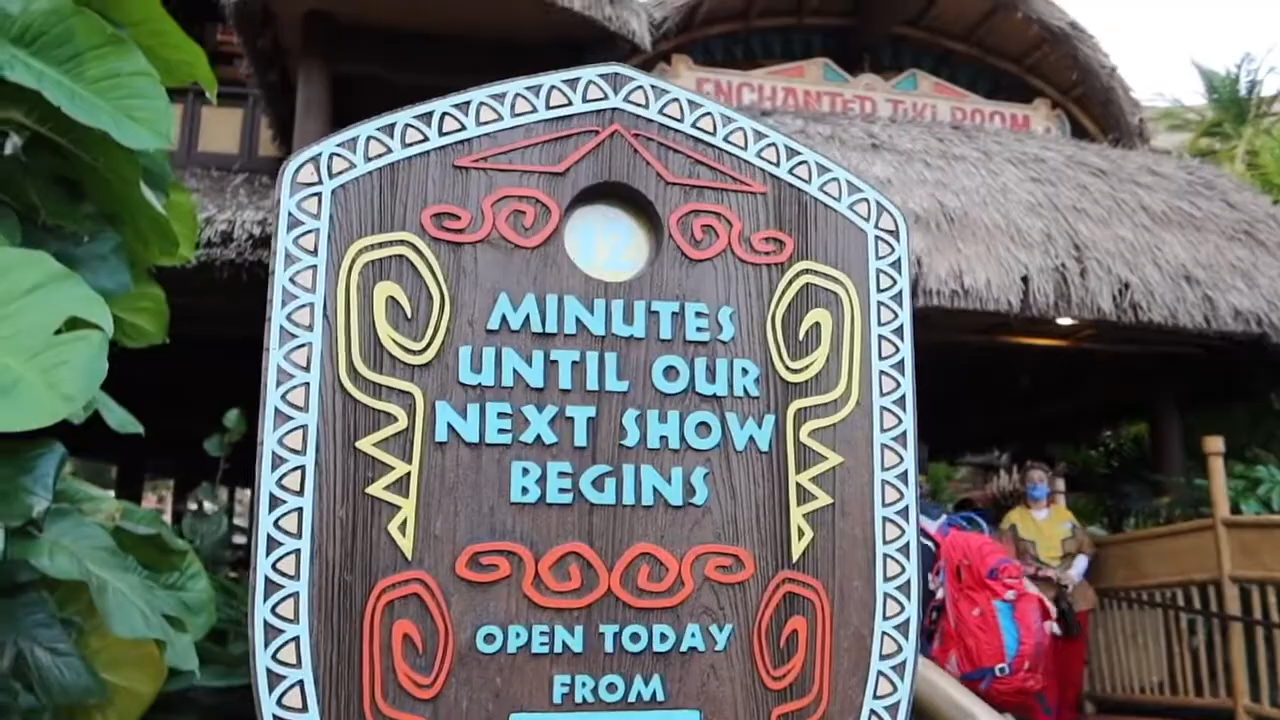 ENCHANTED TIKI ROOM
12
MINUTES
UNTIL OUR
NEXT SHOW
BEGINS
OPEN TODAY
FROM